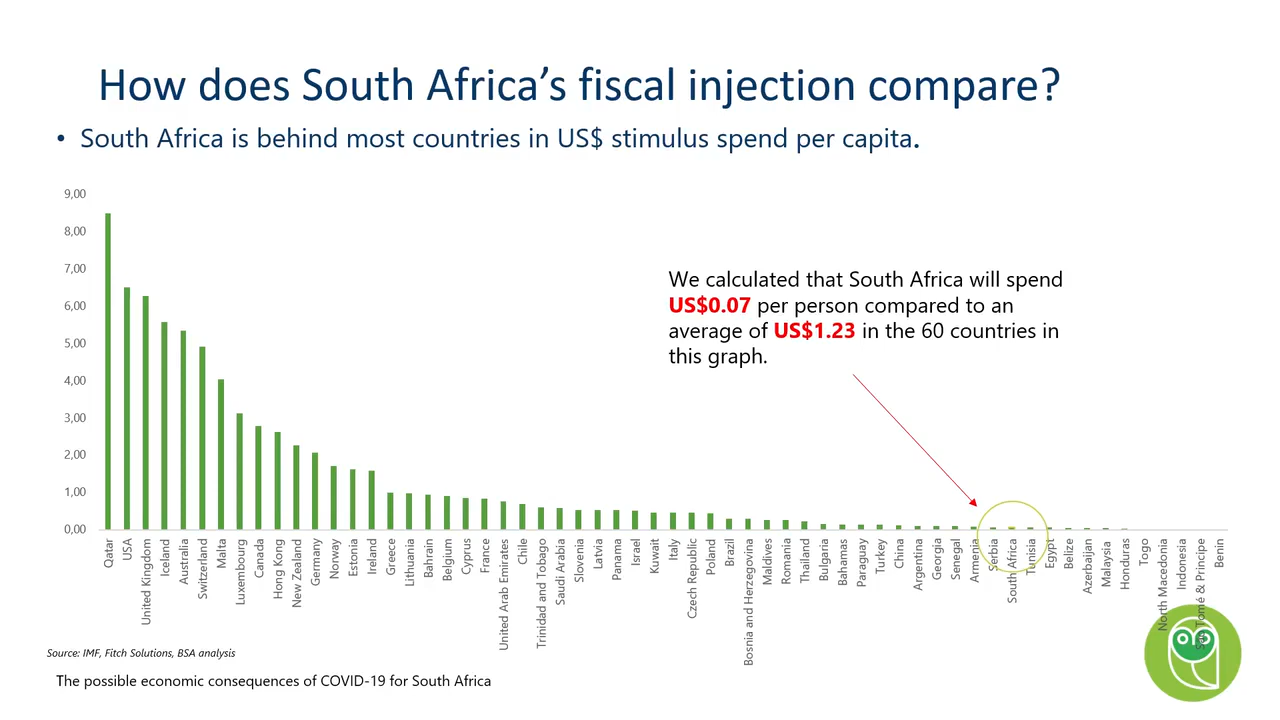 How does South Africa’s fiscal injection compare?
• South Africa is behind most countries in US$ stimulus spend per capita.
9,00
8,00
7,00
6,00
5,00
4,00
3,00
2,00
1,00
0,00
We calculated that South Africa will spend
US$0.07 per person compared to an
average of US$1.23 in the 60 countries in
this graph.
Qatar
USA
United Kingdom
Iceland
Australia
Switzerland
Malta
Luxembourg
Canada
Hong Kong
New Zealand
Germany
Norway
Estonia
Ireland
Greece
Lithuania
Bahrain
Belgium
Cyprus
France
United Arab Emirates
Chile
Trinidad and Tobago
Saudi Arabia
Slovenia
Latvia
Panama
Israel
Kuwait
Italy
Czech Republic
Poland
Brazil
Bosnia and Herzegovina
Maldives
Romania
Thailand
Bulgaria
Bahamas
Paraguay
Turkey
China
Argentina
Georgia
Senegal
Armenia
Serbia
South Africa
Tunisia
Egypt
Belize
Azerbaijan
Malaysia
Honduras
Togo
North Macedonia
Indonesia
São Tomé & Principe
Benin
Source: IMF, Fitch Solutions, BSA analysis
The possible economic consequences of COVID-19 for South Africa